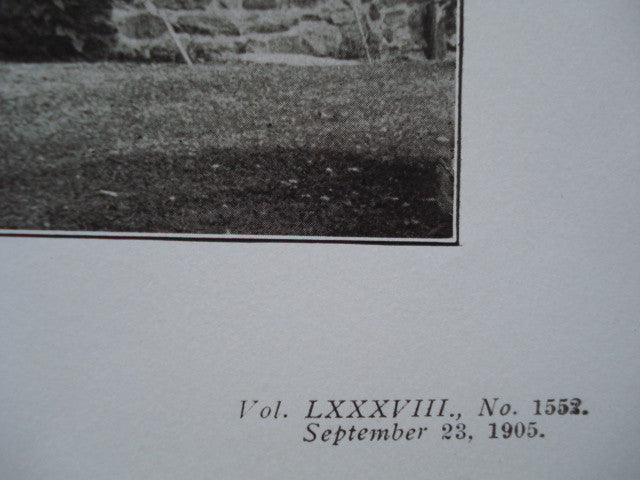 Vol. LXXXVIII., No. 1552.
September 23, 1905.